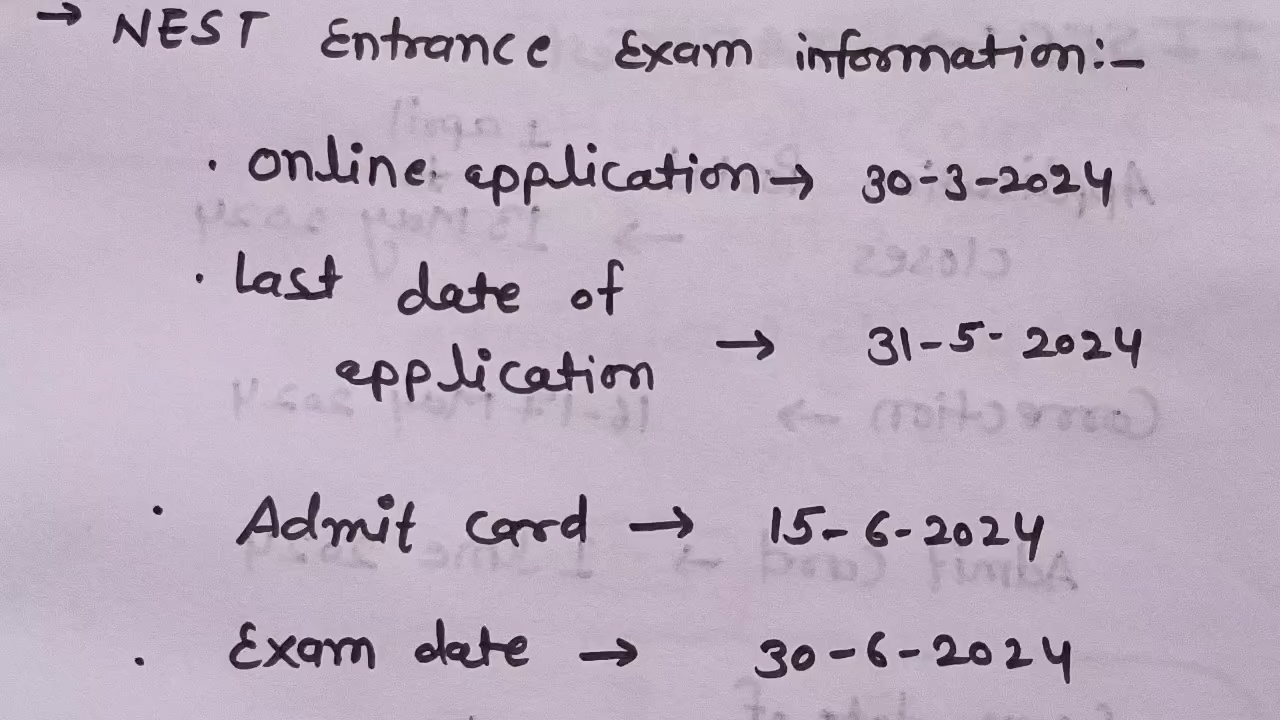 → NEST Entrance Exam information:-
· online application → 30-3-2024
· Last date of
application → 31-5-2024
· Admit card → 15-6-2024
· Exam date → 30-6-2024